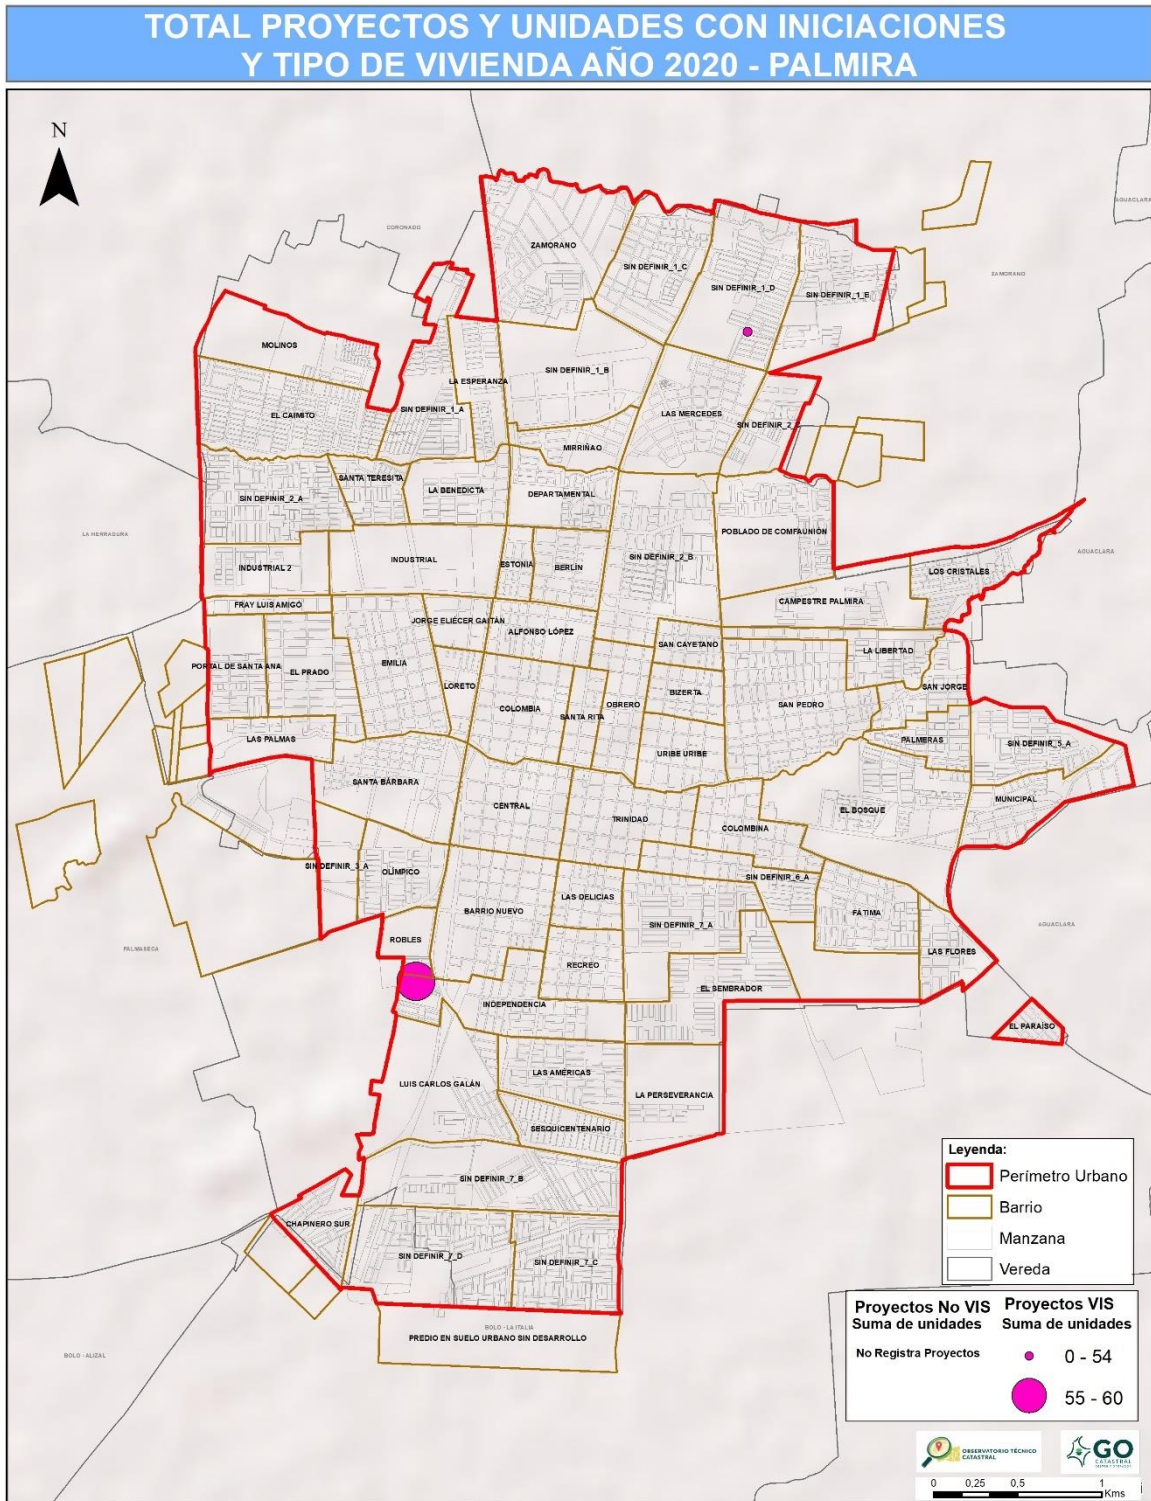 TOTAL PROYECTOS Y UNIDADES CON INICIACIONES
Y TIPO DE VIVIENDA AÑO 2020 - PALMIRA
N
AGUACLARA
CORONADO
ZAMORANO
SIN DEFINIR_1_C
ZAMORANO
SIN DEFINIR_1_D
SIN DEFINIR_1_E
MOLINOS
SIN DEFINIR_1_B
LA ESPERANZA
EL CAIMITO
SIN DEFINIR_1_A
LAS MERCEDES
SIN DEFINIR_2
MIRRIÑAO
SANTA TERESITA
LA BENEDICTA
DEPARTAMENTAL
SIN DEFINIR_2_A
LA HERRADURA
POBLADO DE COMFAUNIÓN
AGUACLARA
INDUSTRIAL
SIN DEFINIR_2_B
ESTONIA
BERLÍN
INDUSTRIAL 2
LOS CRISTALES
FRAY LUIS AMIGÓ
CAMPESTRE PALMIRA
JORGE ELIÉCER GAITÁN
ALFONSO LÓPEZ
SAN CAYETANO
LA LIBERTAD
PORTAL DE SANTA ANA
EL PRADO
EMILIA
LORETO
SAN JORGE
BIZERTA
COLOMBIA
SANTA RITA
OBRERO
SAN PEDRO
LAS PALMAS
PALMERAS
SIN DEFINIR_5_A
URIBE URIBE
SANTA BÁRBARA
CENTRAL
TRINIDAD
COLOMBINA
EL BOSQUE
MUNICIPAL
SIN DEFINIR_3_A
OLÍMPICO
SIN DEFINIR_6_A
LAS DELICIAS
BARRIO NUEVO
SIN DEFINIR_7_A
FÁTIMA
AGUACLARA
PALMASECA
ROBLES
LAS FLORES
RECREO
EL SEMBRADOR
INDEPENDENCIA
EL PARAÍSO
LAS AMÉRICAS
LUIS CARLOS GALÁN
LA PERSEVERANCIA
SESQUICENTENARIO
SIN DEFINIR_7_B
CHAPINERO SUR
SIN DEFINIR_7_D
SIN DEFINIR_7_C
BOLO - LA ITALIA
PREDIO EN SUELO URBANO SIN DESARROLLO
BOLO - ALIZAL
Leyenda:
Perímetro Urbano
Barrio
Manzana
Vereda
Proyectos No VIS
Suma de unidades
No Registra Proyectos
Proyectos VIS
Suma de unidades
0 - 54
55 - 60
OBSERVATORIO TÉCNICO
CATASTRAL
GO
CATASTRAL
0 0,25 0,5 1
Kms